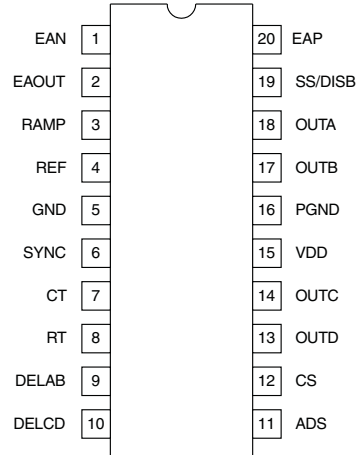 EAN 1 20 EAP
EAOUT 2 19 SS/DISB
RAMP 3 18 OUTA
REF 4 17 OUTB
GND 5 16 PGND
SYNC 6 15 VDD
CT 7 14 OUTC
RT 8 13 OUTD
DELAB 9 12 CS
DELCD 10 11 ADS